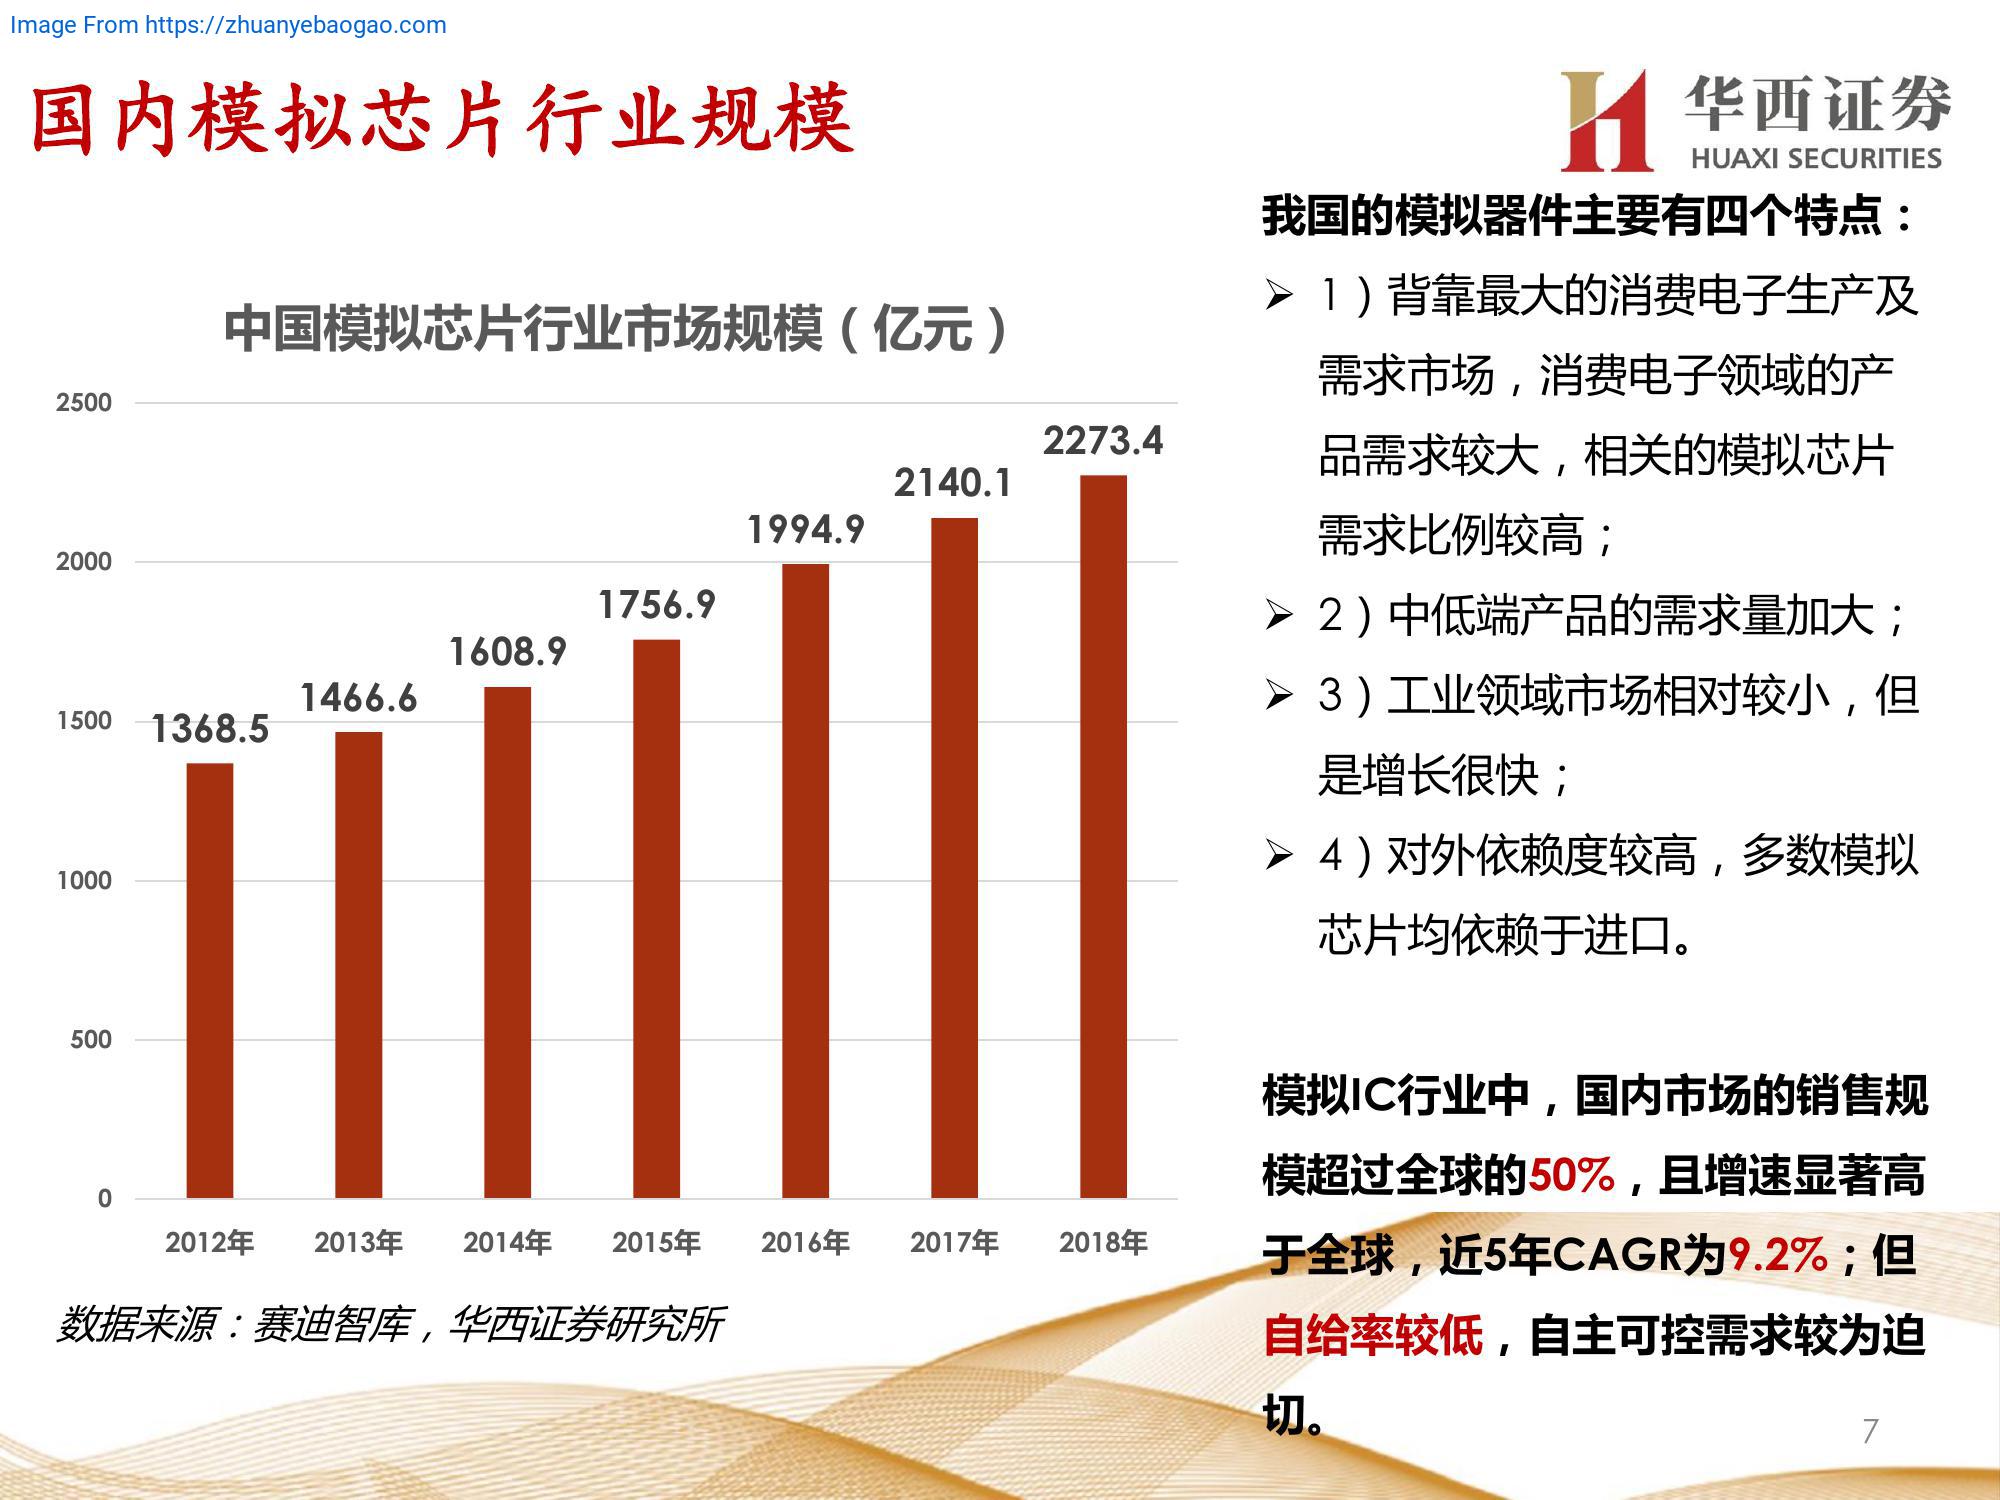 Image From https://zhuanyebaogao.com
国内模拟芯片行业规模
华西证券
HUAXI SECURITIES
中国模拟芯片行业市场规模（亿元）
2500
2000
1500
1000
500
0
1368.5
1466.6
1608.9
1756.9
1994.9
2140.1
2273.4
2012年
2013年
2014年
2015年
2016年
2017年
2018年
数据来源：赛迪智库，华西证券研究所
我国的模拟器件主要有四个特点：
➢ 1）背靠最大的消费电子生产及
需求市场，消费电子领域的产
品需求较大，相关的模拟芯片
需求比例较高；
➢ 2）中低端产品的需求量加大；
➢ 3）工业领域市场相对较小，但
是增长很快；
➢ 4）对外依赖度较高，多数模拟
芯片均依赖于进口。
模拟IC行业中，国内市场的销售规
模超过全球的50%，且增速显著高
于全球，近5年CAGR为9.2%；但
自给率较低，自主可控需求较为迫
切。
7